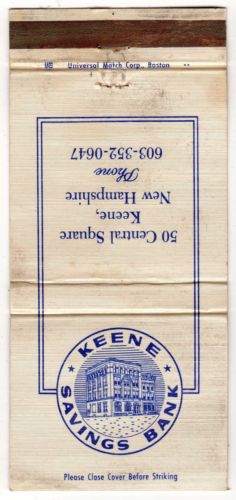 Universal Match Corp., Boston
50 Central Square
Keene,
New Hampshire
Phone
603-352-0647
KEENE
SAVINGS BANK
Please Close Cover Before Striking